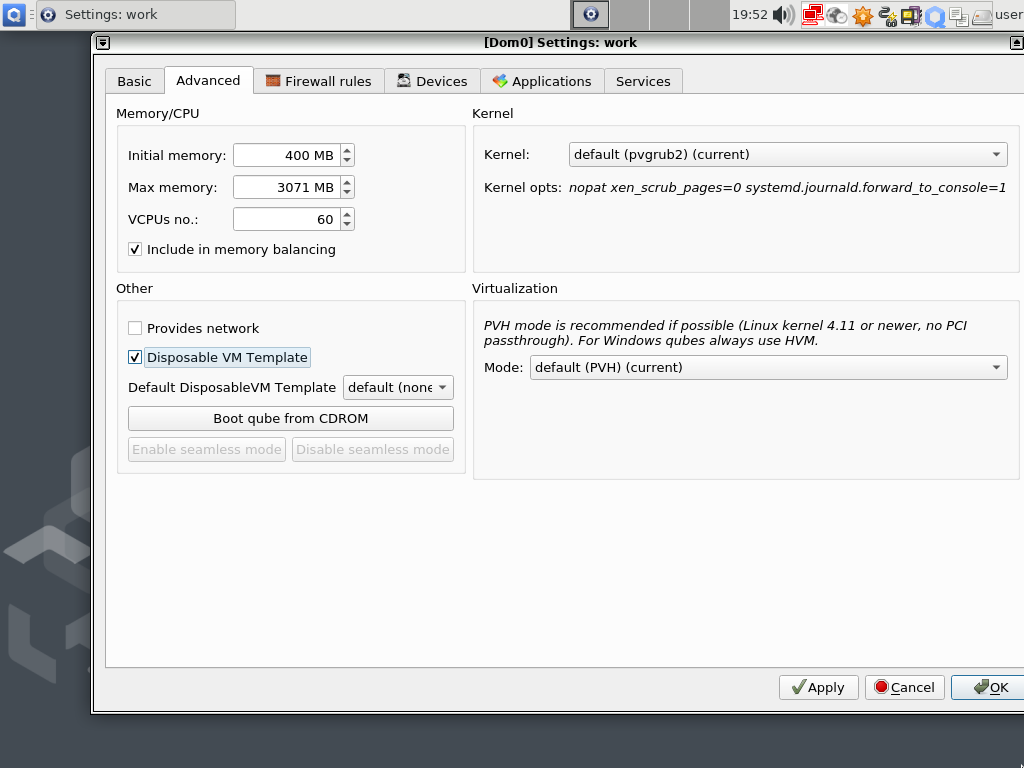 Settings: work
19:52
user
[Dom0] Settings: work
Basic
Advanced
Firewall rules
Devices
Applications
Services
Memory/CPU
Initial memory: 400 MB
Max memory: 3071 MB
VCPUs no.: 60
Include in memory balancing
Kernel
Kernel: default (pvgrub2) (current)
Kernel opts: nopat xen_scrub_pages=0 systemd.journald.forward_to_console=1
Other
Provides network
Disposable VM Template
Default DisposableVM Template default (none
Boot qube from CDROM
Enable seamless mode Disable seamless mode
Virtualization
PVH mode is recommended if possible (Linux kernel 4.11 or newer, no PCI
passthrough). For Windows qubes always use HVM.
Mode: default (PVH) (current)
Apply
Cancel
OK